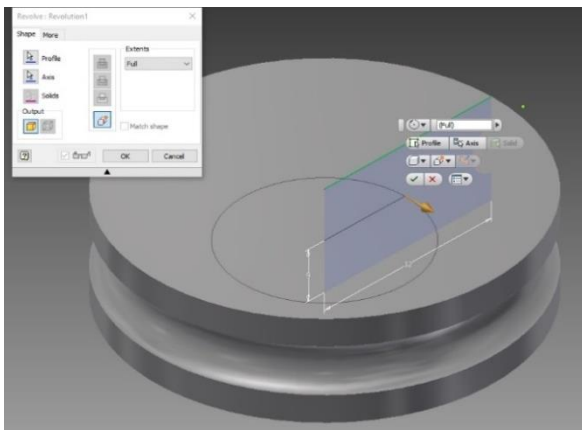 Revolve : Revolution1
Shape More
Profile
Axis
Solids
Output
Extents
Full
Match shape
OK Cancel
(Full)
Profile Axis Solid